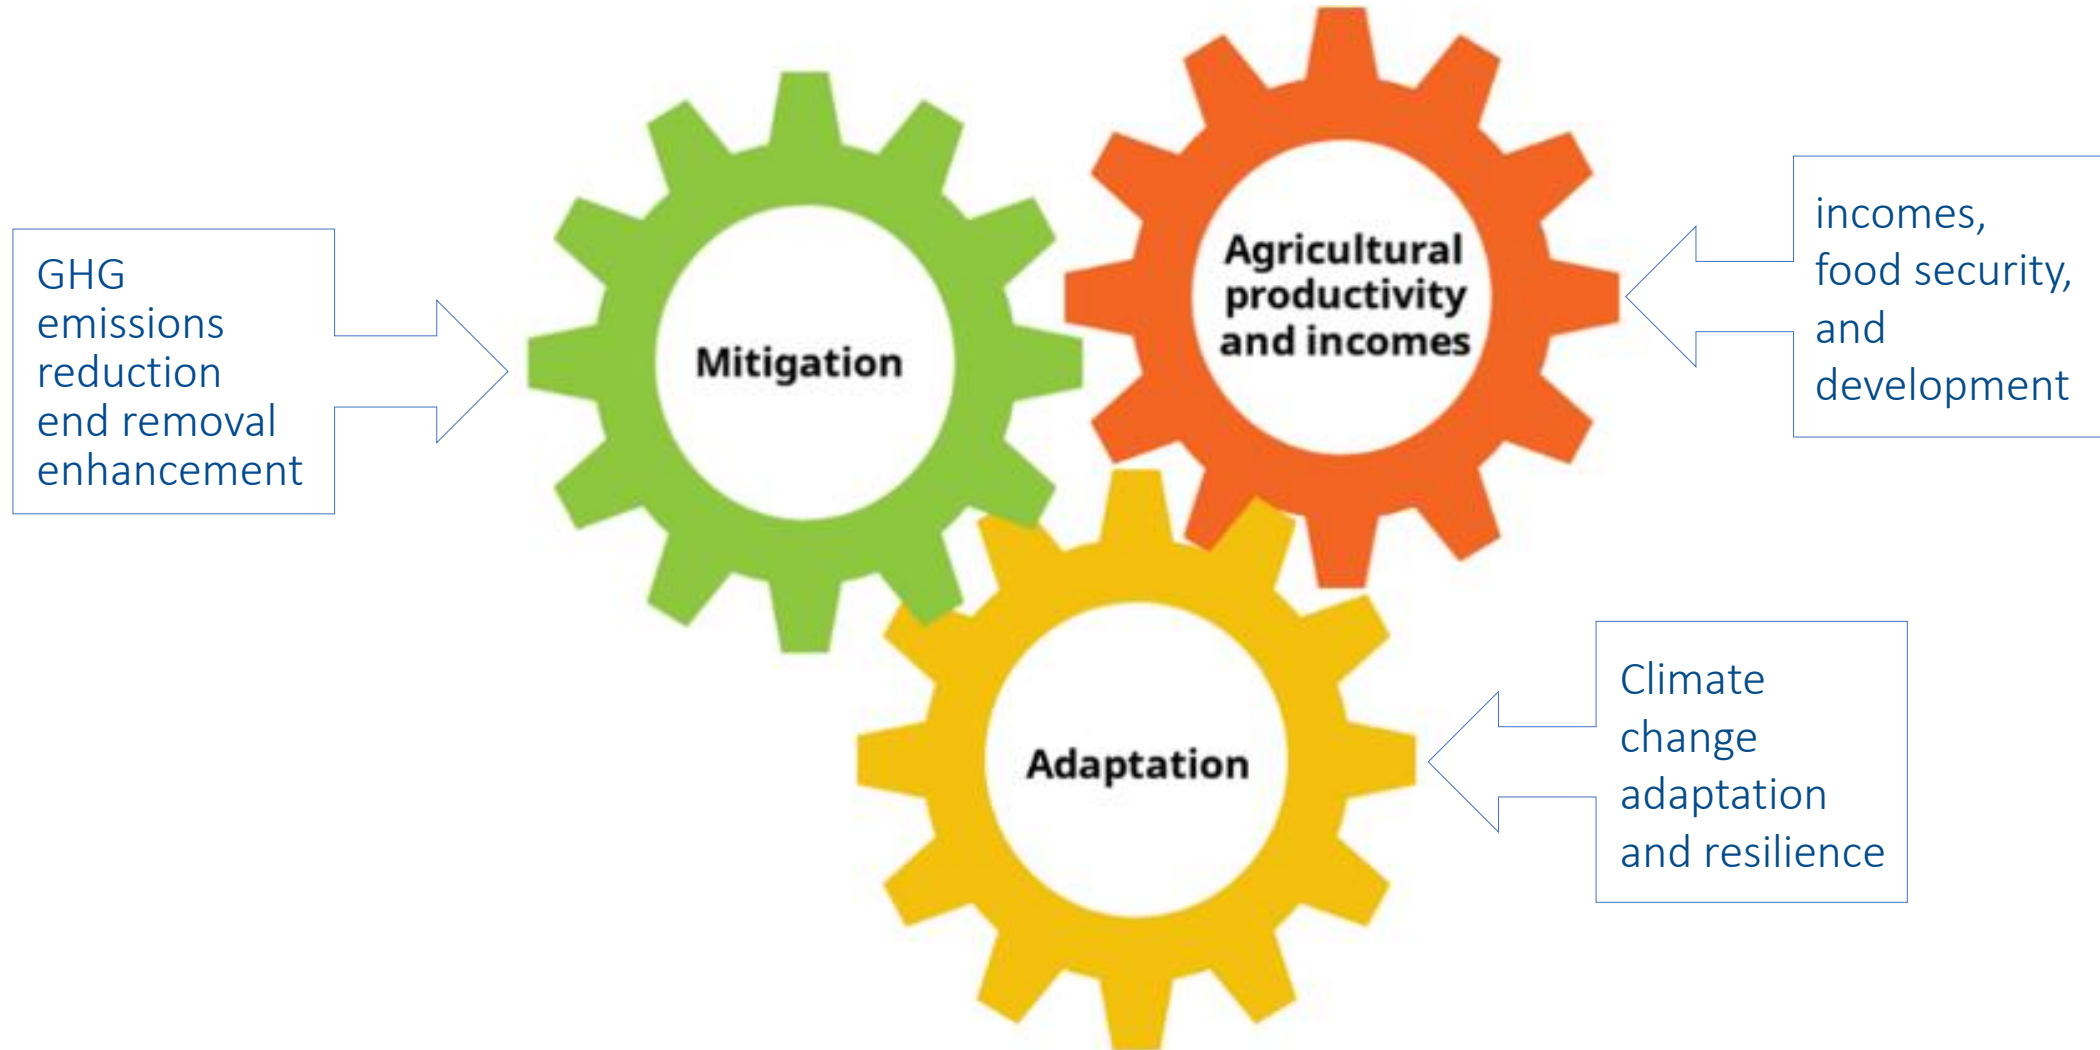 GHG
emissions
reduction
end removal
enhancement
Mitigation
Agricultural
productivity
and incomes
incomes,
food security,
and
development
Adaptation
Climate
change
adaptation
and resilience